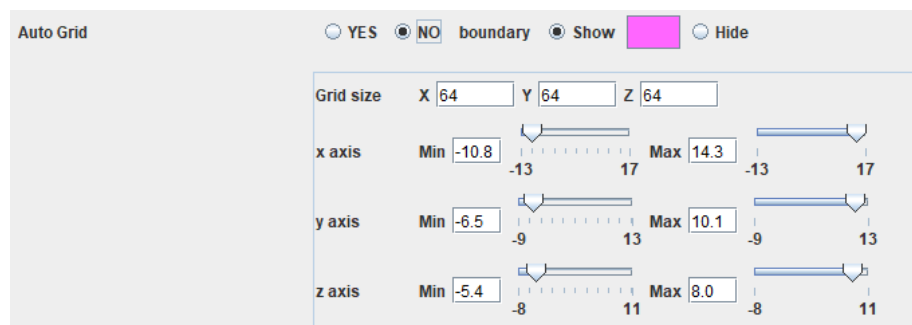 Auto Grid YES NO boundary Show Hide
Grid size X 64 Y 64 Z 64
x axis Min -10.8 Max 14.3
-13 17 -13 17
y axis Min -6.5 Max 10.1
-9 13 -9 13
z axis Min -5.4 Max 8.0
-8 11 -8 11